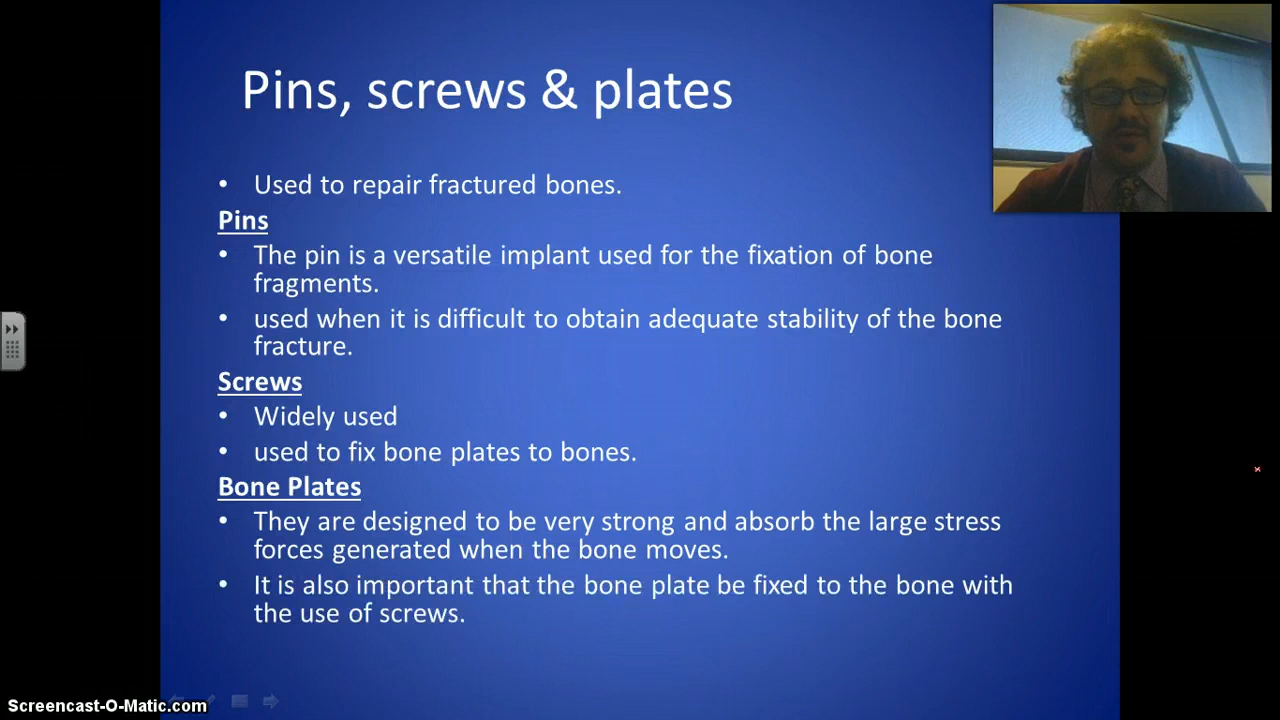 Pins, screws & plates
• Used to repair fractured bones.
Pins
• The pin is a versatile implant used for the fixation of bone
fragments.
• used when it is difficult to obtain adequate stability of the bone
fracture.
Screws
• Widely used
• used to fix bone plates to bones.
Bone Plates
• They are designed to be very strong and absorb the large stress
forces generated when the bone moves.
• It is also important that the bone plate be fixed to the bone with
the use of screws.
Screencast-O-Matic.com